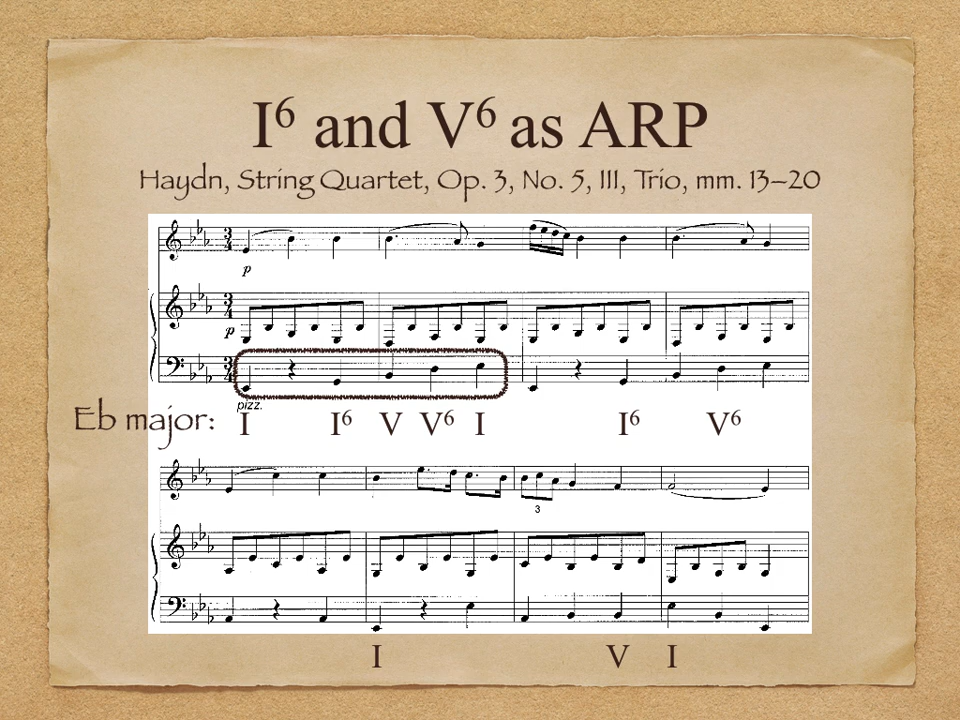 I⁶ and V⁶ as ARP
Haydn, String Quartet, Op. 3, No. 5, III, Trio, mm. 13–20
p
p
pizz.
Eb major: I I⁶ V V⁶ I I⁶ V⁶
3
I V I